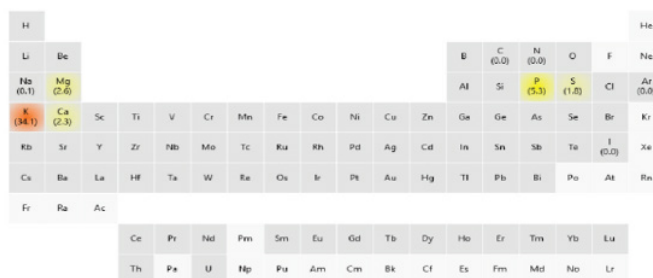 H He
Li Be B C N O F Ne
(0.0) (0.0)
Na Mg Al Si P S Cl Ar
(0.1) (2.6) (5.3) (1.8) (0.0)
K Ca Sc Ti V Cr Mn Fe Co Ni Cu Zn Ga Ge As Se Br Kr
(34.1) (2.3)
Rb Sr Y Zr Nb Mo Tc Ru Rh Pd Ag Cd In Sn Sb Te I Xe
(0.0)
Cs Ba La Hf Ta W Re Os Ir Pt Au Hg Tl Pb Bi Po At Rn
Fr Ra Ac
Ce Pr Nd Pm Sm Eu Gd Tb Dy Ho Er Tm Yb Lu
Th Pa U Np Pu Am Cm Bk Cf Es Fm Md No Lr